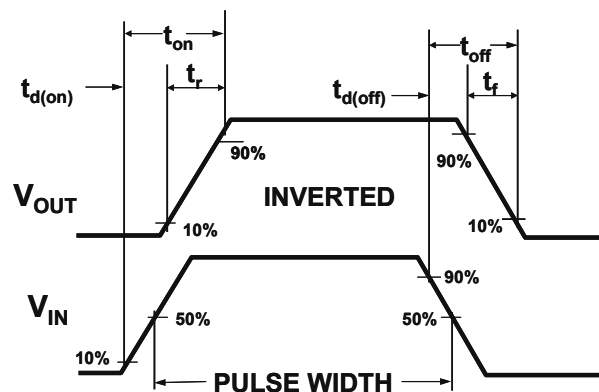 t_on
t_off
t_d(on)
t_r
t_d(off)
t_f
90%
90%
V_OUT
INVERTED
10%
10%
90%
V_IN
50%
50%
10%
PULSE WIDTH